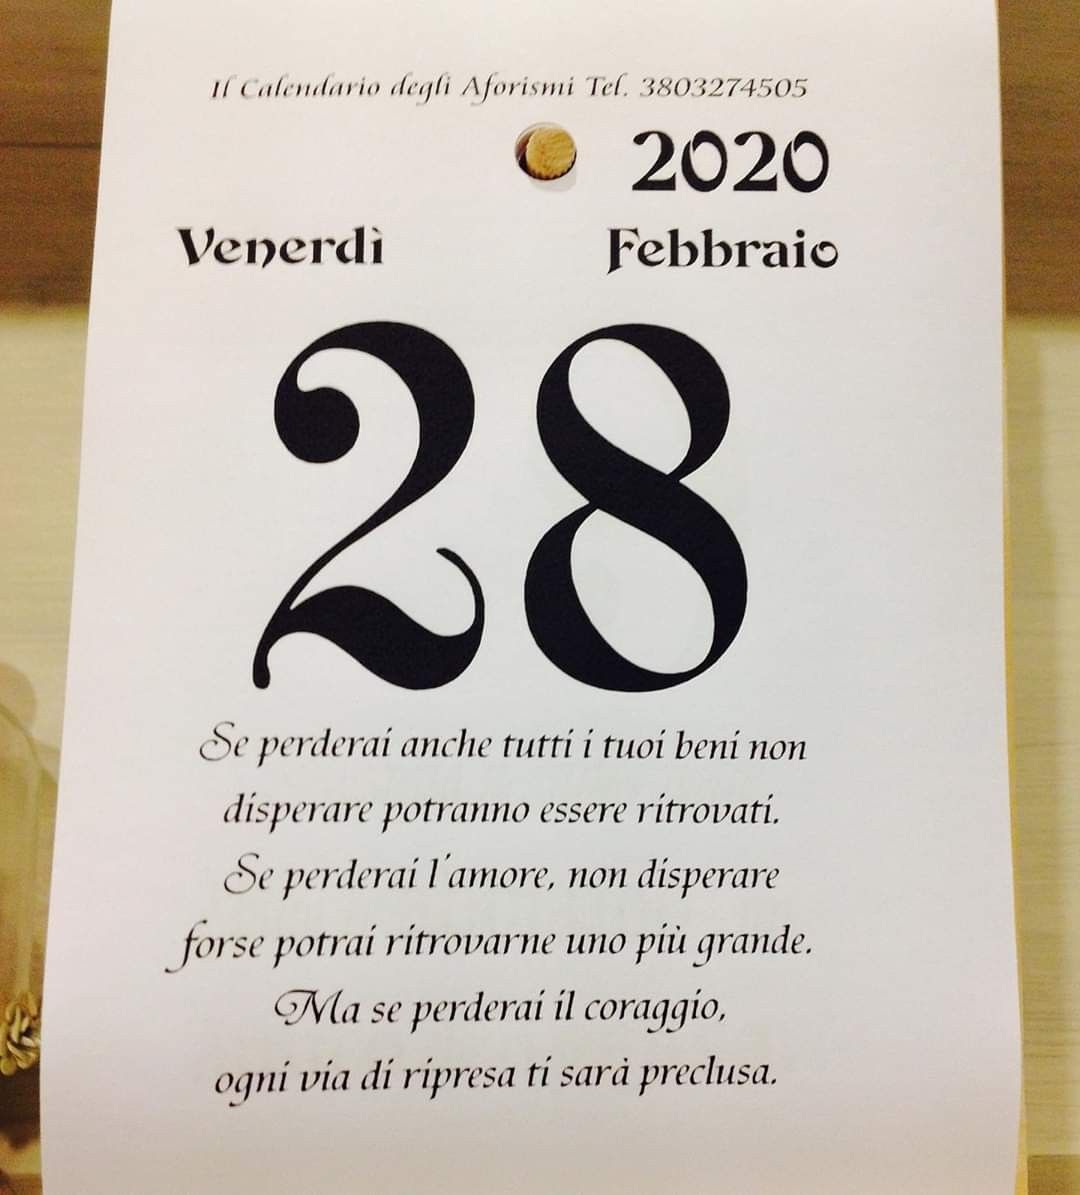 Il Calendario degli Aforismi Tel. 3803274505
2020
Venerdì Febbraio
28
Se perderai anche tutti i tuoi beni non
disperare potranno essere ritrovati.
Se perderai l'amore, non disperare
forse potrai ritrovarne uno più grande.
Ma se perderai il coraggio,
ogni via di ripresa ti sarà preclusa.